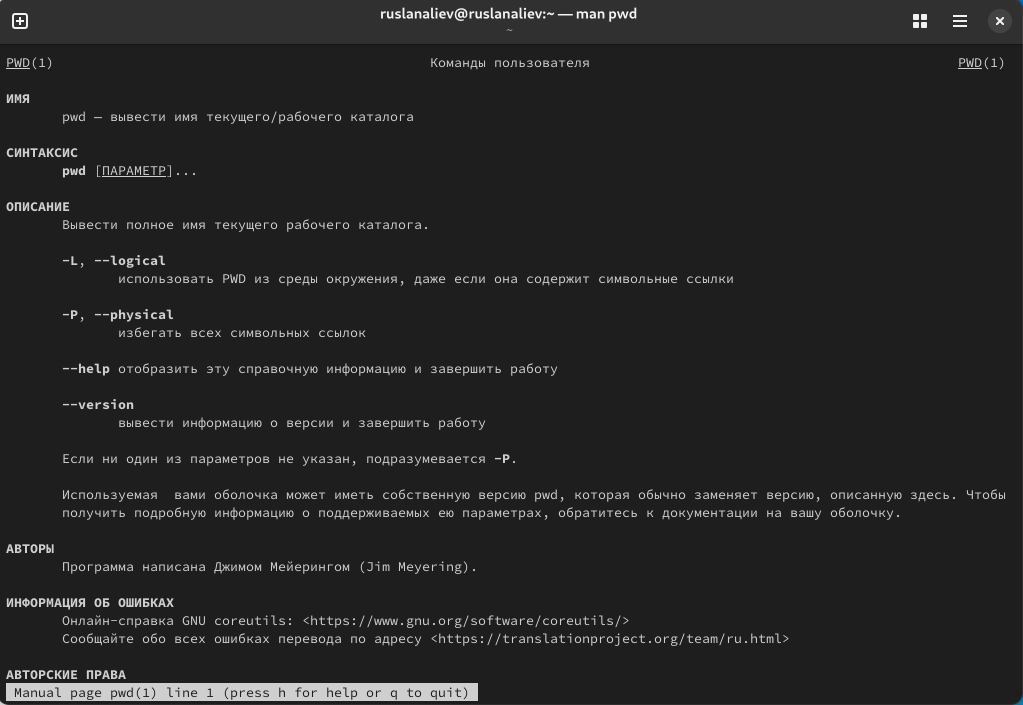 ruslanaliev@ruslanaliev:~ — man pwd
~
PWD(1) Команды пользователя PWD(1)
ИМЯ
pwd — вывести имя текущего/рабочего каталога
СИНТАКСИС
pwd [ПАРАМЕТР]...
ОПИСАНИЕ
Вывести полное имя текущего рабочего каталога.
-L, --logical
использовать PWD из среды окружения, даже если она содержит символьные ссылки
-P, --physical
избегать всех символьных ссылок
--help отобразить эту справочную информацию и завершить работу
--version
вывести информацию о версии и завершить работу
Если ни один из параметров не указан, подразумевается -P.
Используемая  вами оболочка может иметь собственную версию pwd, которая обычно заменяет версию, описанную здесь. Чтобы
получить подробную информацию о поддерживаемых ею параметрах, обратитесь к документации на вашу оболочку.
АВТОРЫ
Программа написана Джимом Мейерингом (Jim Meyering).
ИНФОРМАЦИЯ ОБ ОШИБКАХ
Онлайн-справка GNU coreutils: <https://www.gnu.org/software/coreutils/>
Сообщайте обо всех ошибках перевода по адресу <https://translationproject.org/team/ru.html>
АВТОРСКИЕ ПРАВА
Manual page pwd(1) line 1 (press h for help or q to quit)